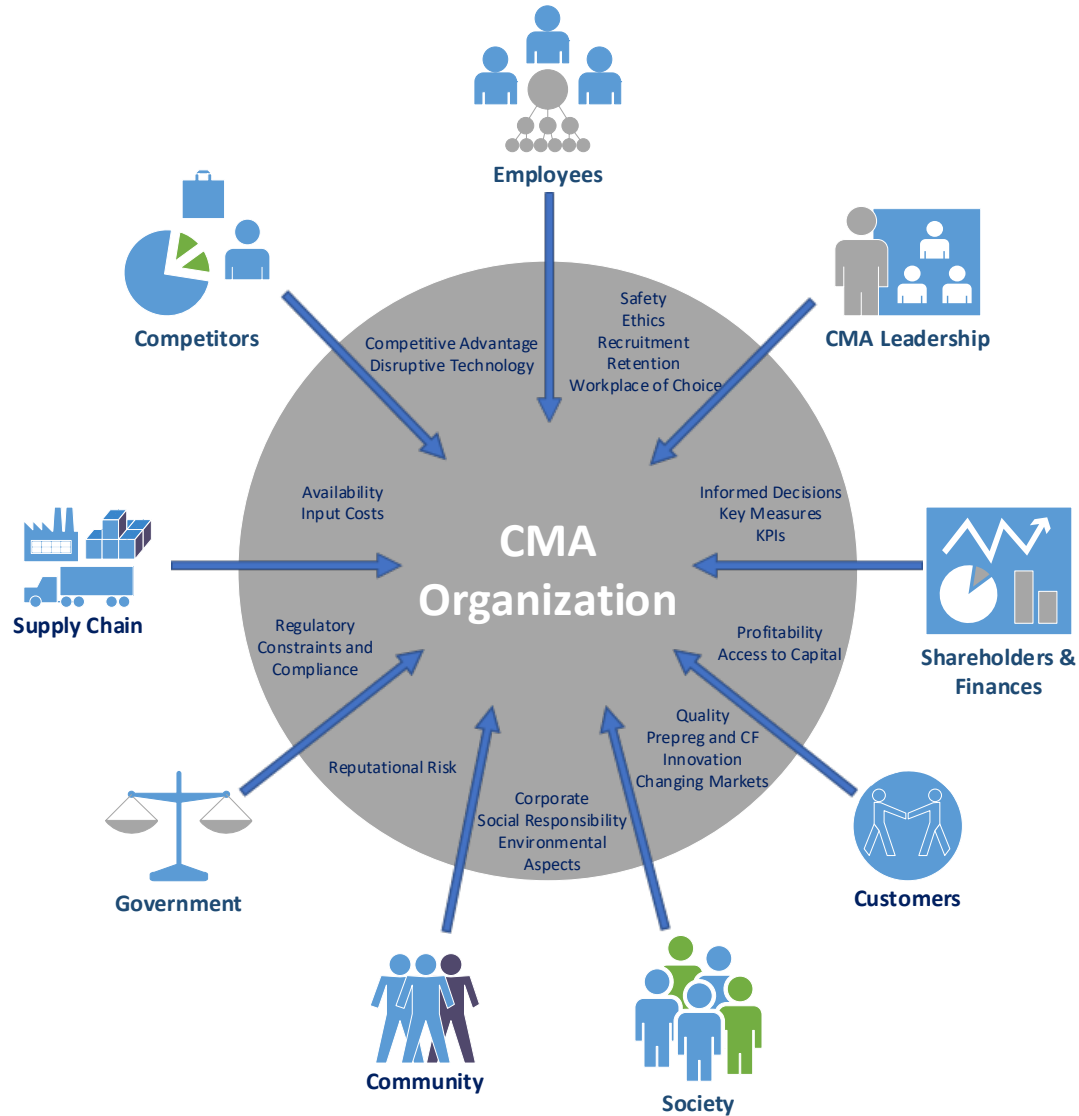 Employees
Competitors
CMA Leadership
Safety
Ethics
Recruitment
Retention
Workplace of Choice
Competitive Advantage
Disruptive Technology
Availability
Input Costs
Informed Decisions
Key Measures
KPIs
CMA
Organization
Supply Chain
Shareholders &
Finances
Regulatory
Constraints and
Compliance
Profitability
Access to Capital
Quality
Prepreg and CF
Innovation
Changing Markets
Reputational Risk
Corporate
Social Responsibility
Environmental
Aspects
Government
Customers
Community
Society